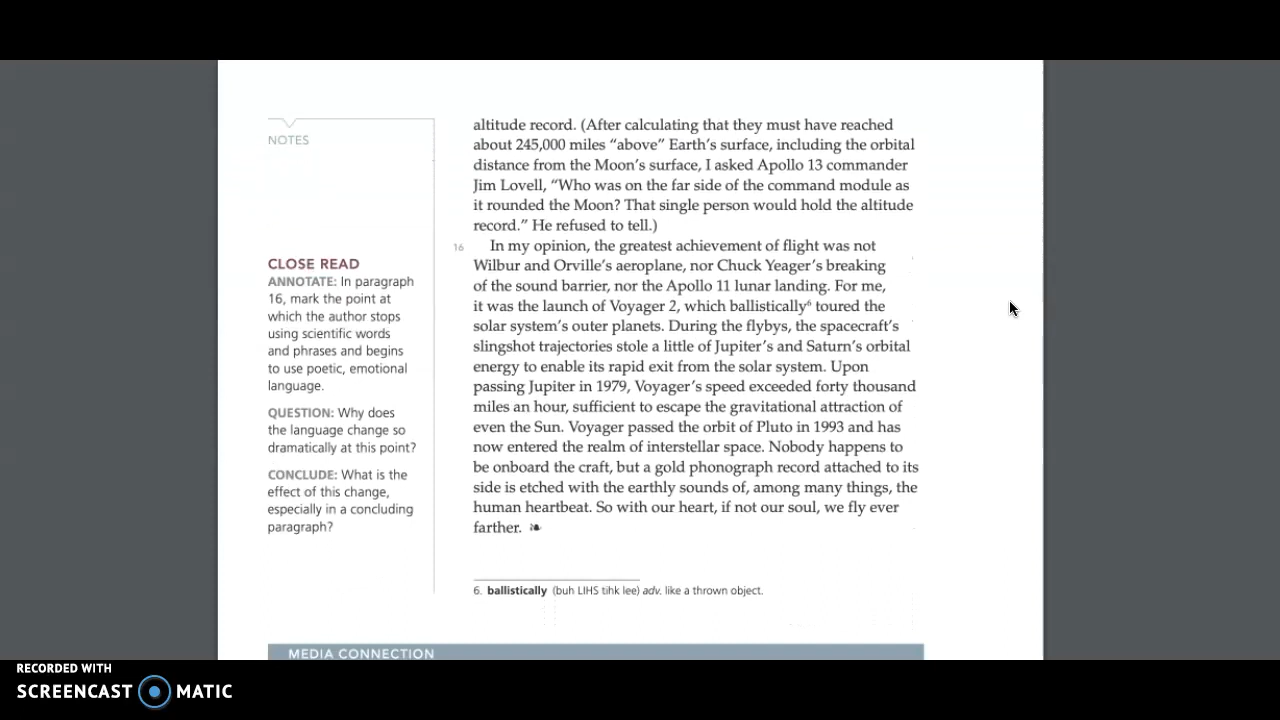 NOTES
CLOSE READ
ANNOTATE: In paragraph
16, mark the point at
which the author stops
using scientific words
and phrases and begins
to use poetic, emotional
language.
QUESTION: Why does
the language change so
dramatically at this point?
CONCLUDE: What is the
effect of this change,
especially in a concluding
paragraph?
altitude record. (After calculating that they must have reached
about 245,000 miles “above” Earth’s surface, including the orbital
distance from the Moon’s surface, I asked Apollo 13 commander
Jim Lovell, “Who was on the far side of the command module as
it rounded the Moon? That single person would hold the altitude
record.” He refused to tell.)
16 In my opinion, the greatest achievement of flight was not
Wilbur and Orville’s aeroplane, nor Chuck Yeager’s breaking
of the sound barrier, nor the Apollo 11 lunar landing. For me,
it was the launch of Voyager 2, which ballistically⁶ toured the
solar system’s outer planets. During the flybys, the spacecraft’s
slingshot trajectories stole a little of Jupiter’s and Saturn’s orbital
energy to enable its rapid exit from the solar system. Upon
passing Jupiter in 1979, Voyager’s speed exceeded forty thousand
miles an hour, sufficient to escape the gravitational attraction of
even the Sun. Voyager passed the orbit of Pluto in 1993 and has
now entered the realm of interstellar space. Nobody happens to
be onboard the craft, but a gold phonograph record attached to its
side is etched with the earthly sounds of, among many things, the
human heartbeat. So with our heart, if not our soul, we fly ever
farther. ❧
6. ballistically (buh LIHS tihk lee) adv. like a thrown object.
MEDIA CONNECTION
RECORDED WITH
SCREENCAST MATIC